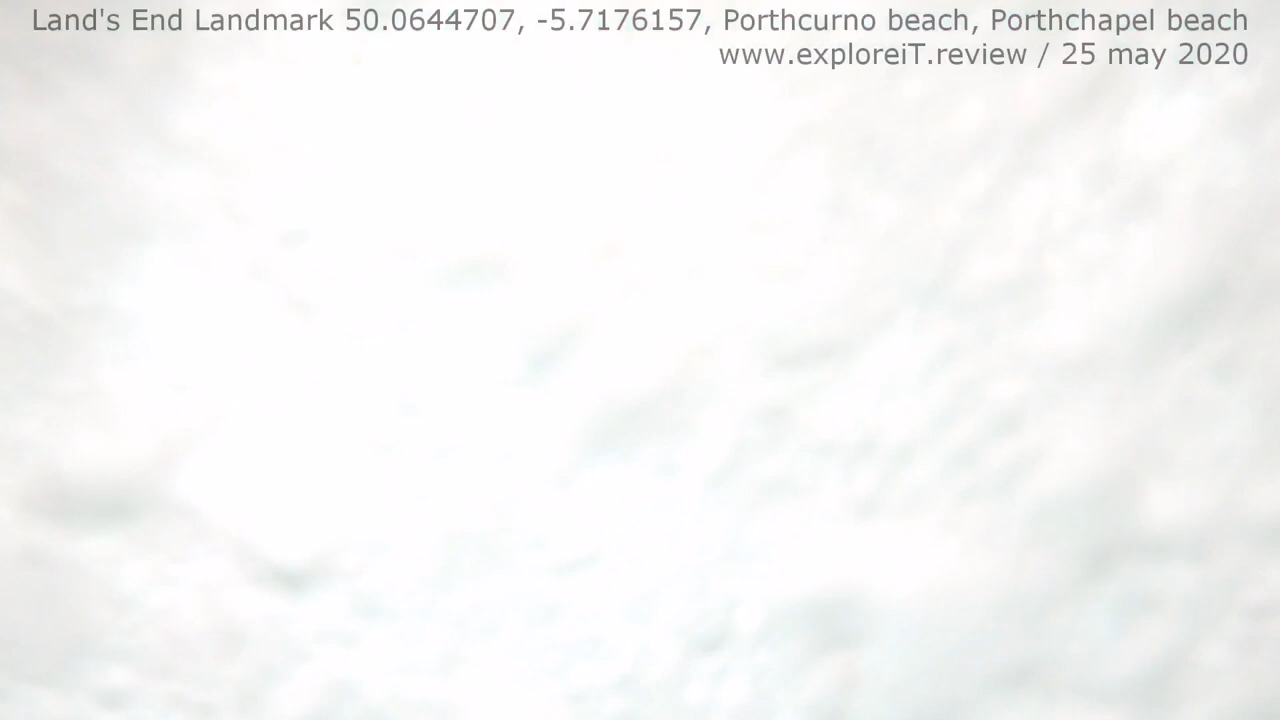 Land's End Landmark 50.0644707, -5.7176157, Porthcurno beach, Porthchapel beach
www.exploreiT.review / 25 may 2020